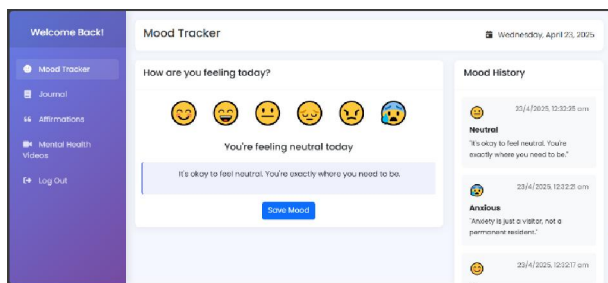 Welcome Back!
Mood Tracker
Journal
Affirmations
Mental Health
Videos
Log Out
Mood Tracker
Wednesday, April 23, 2025
How are you feeling today?
You're feeling neutral today
It's okay to feel neutral. You're exactly where you need to be.
Save Mood
Mood History
23/4/2025, 12:32:35 am
Neutral
"It's okay to feel neutral. You're
exactly where you need to be."
23/4/2025, 12:32:21 am
Anxious
"Anxiety is just a visitor, not a
permanent resident."
23/4/2025, 12:32:17 am